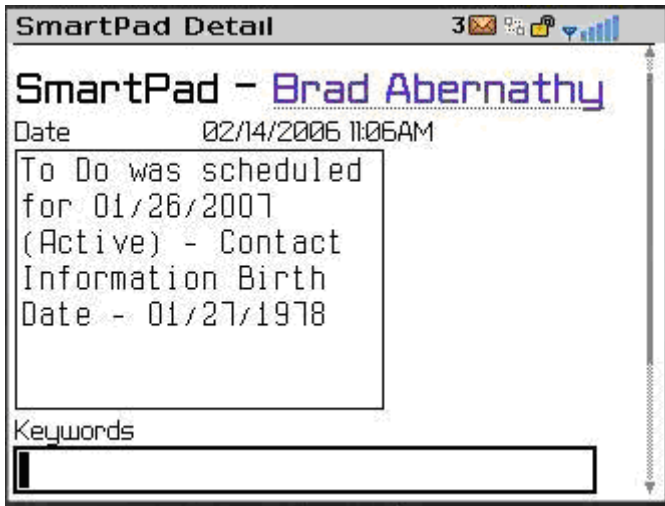 SmartPad Detail 3
SmartPad - Brad Abernathy
Date 02/14/2006 11:06AM
To Do was scheduled
for 01/26/2007
(Active) - Contact
Information Birth
Date - 01/27/1978
Keywords